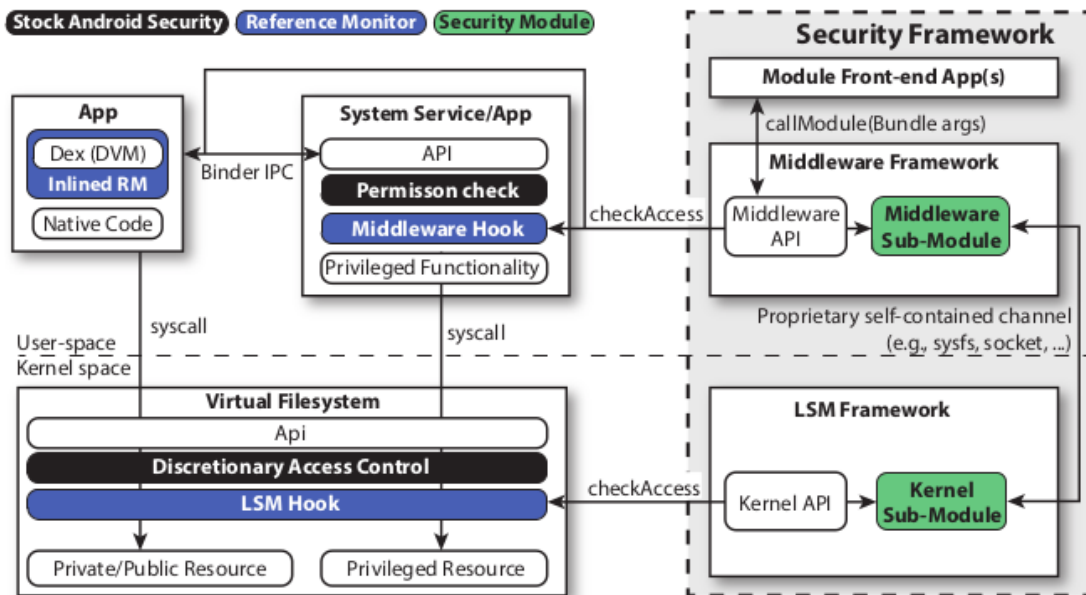 Stock Android Security
Reference Monitor
Security Module
Security Framework
Module Front-end App(s)
callModule(Bundle args)
App
Dex (DVM)
Inlined RM
Native Code
Binder IPC
System Service/App
API
Permisson check
Middleware Hook
Privileged Functionality
checkAccess
Middleware Framework
Middleware
API
Middleware
Sub-Module
syscall
syscall
Proprietary self-contained channel
(e.g., sysfs, socket, ...)
User-space
Kernel space
Virtual Filesystem
Api
Discretionary Access Control
LSM Hook
Private/Public Resource
Privileged Resource
checkAccess
LSM Framework
Kernel API
Kernel
Sub-Module